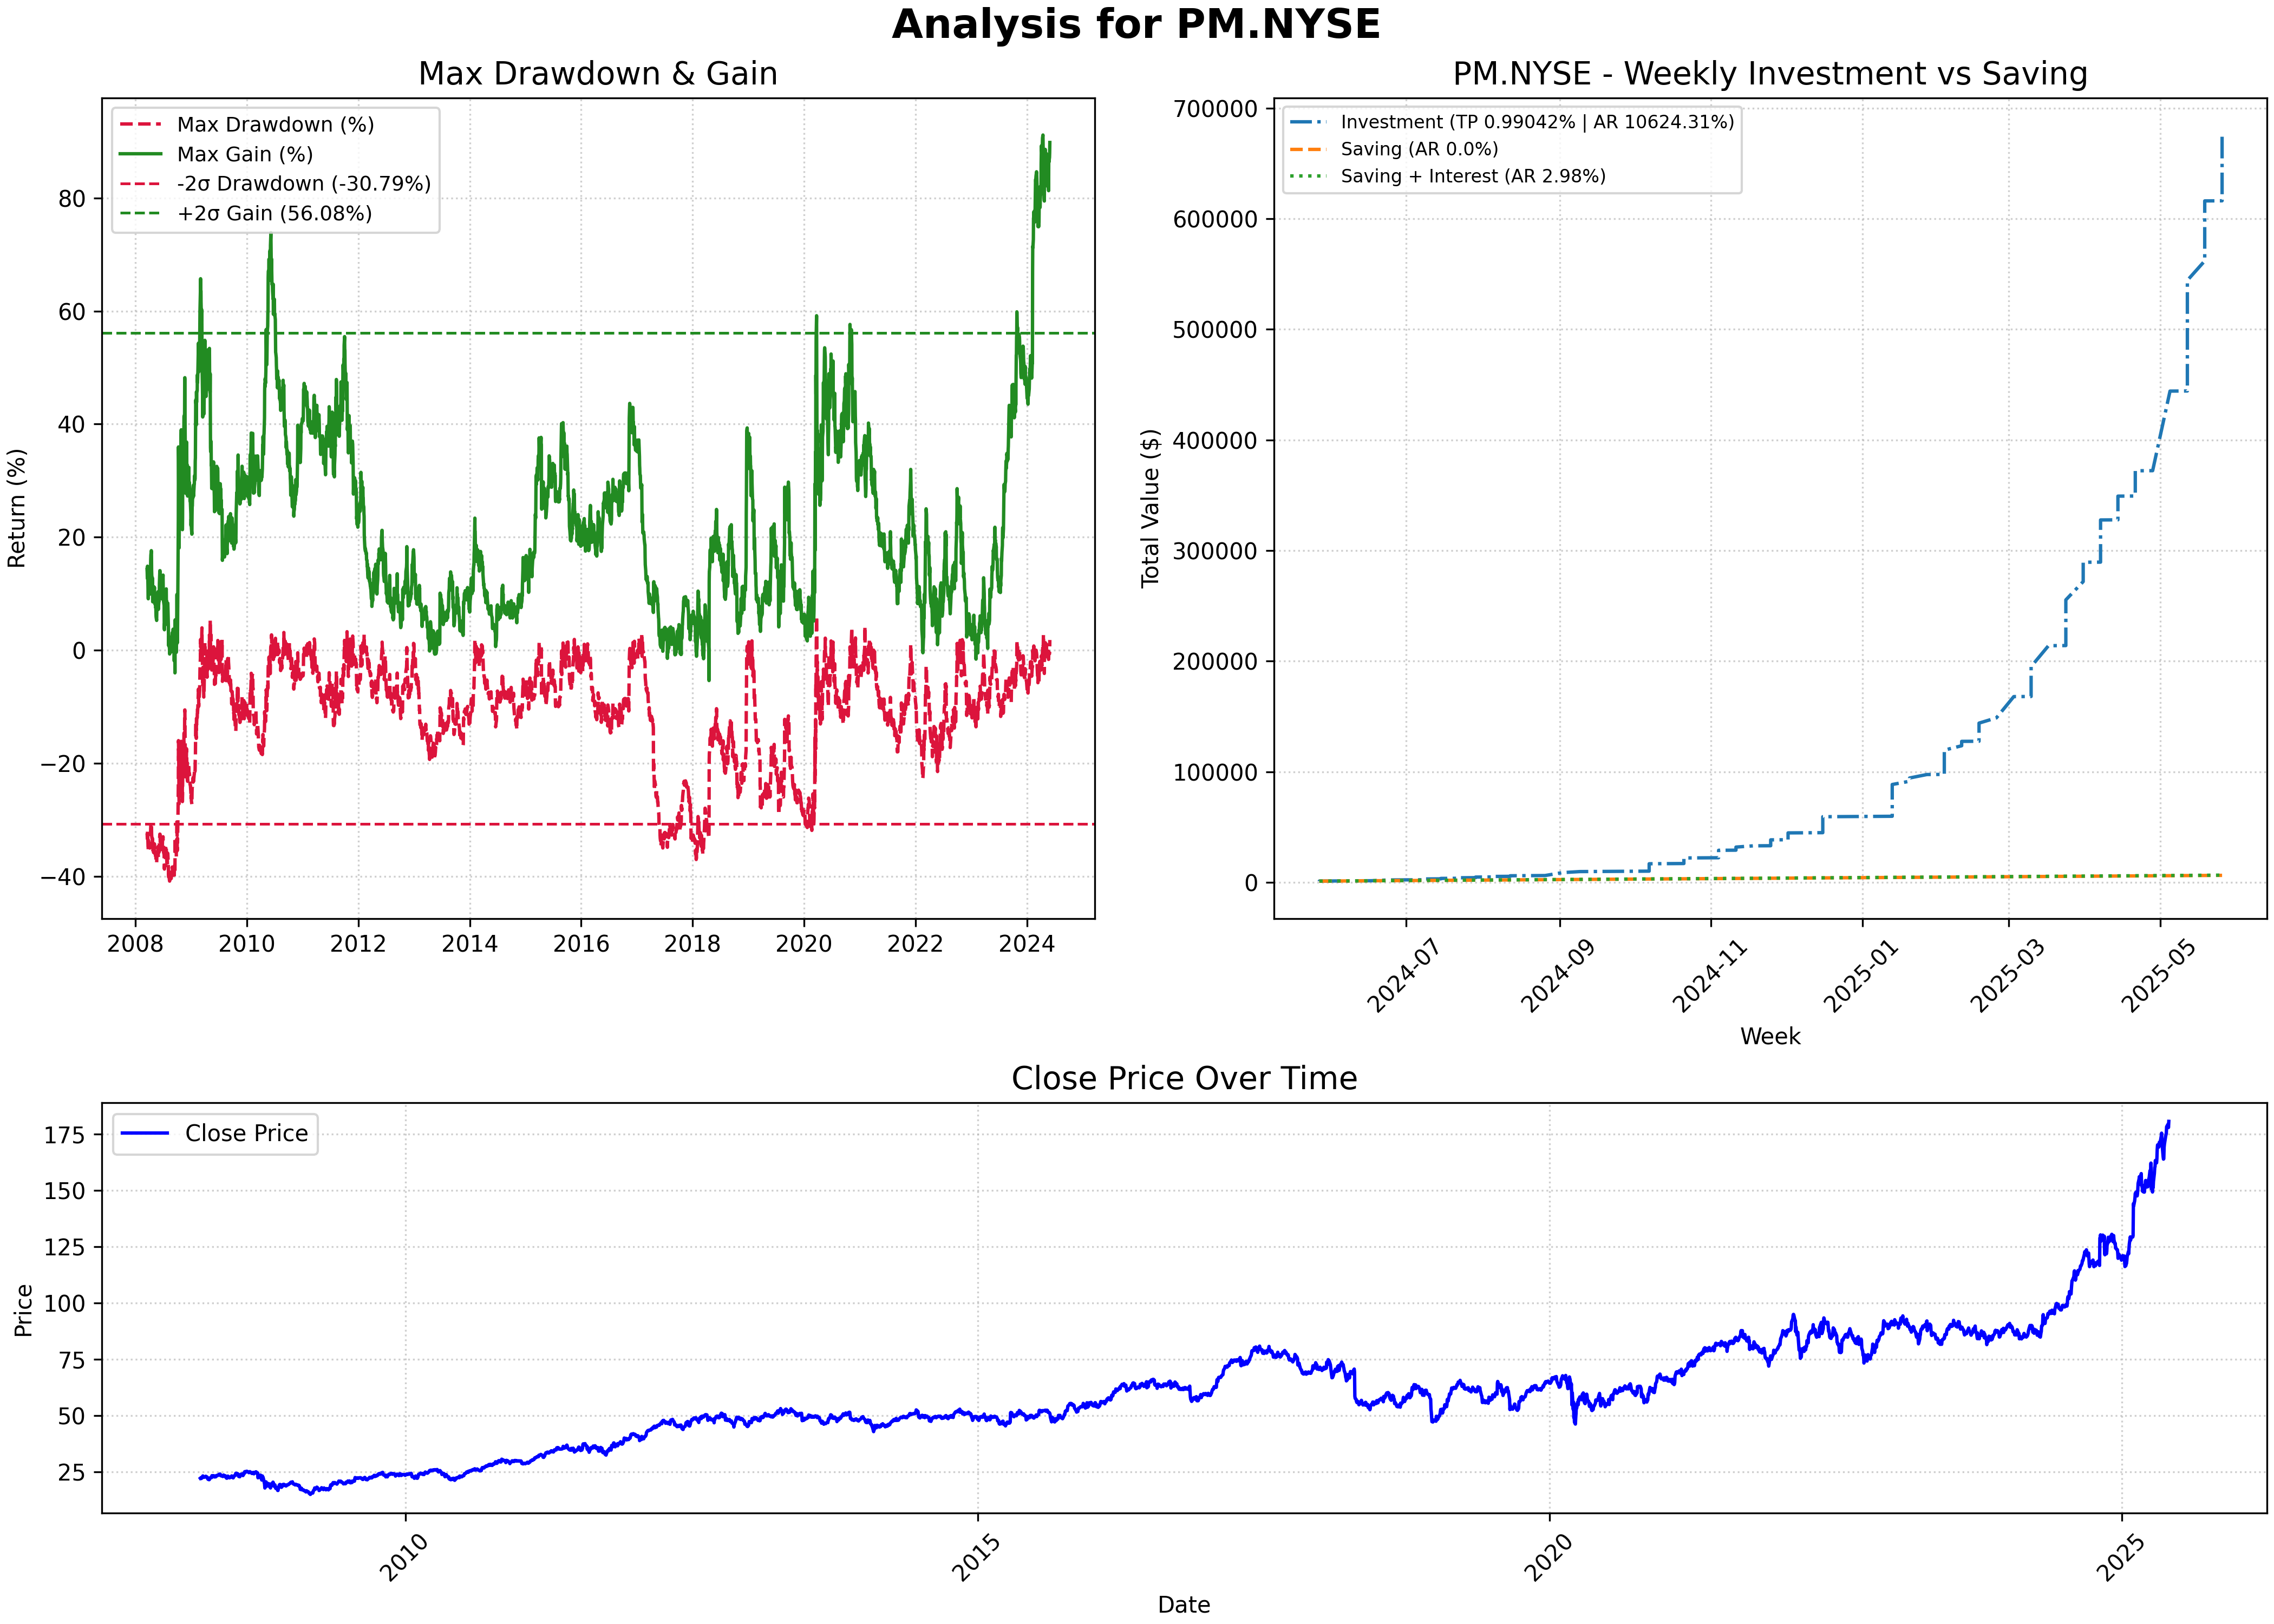 Analysis for PM.NYSE
Max Drawdown & Gain
Max Drawdown (%)
Max Gain (%)
-2σ Drawdown (-30.79%)
+2σ Gain (56.08%)
Return (%)
80
60
40
20
0
−20
−40
2008 2010 2012 2014 2016 2018 2020 2022 2024
PM.NYSE - Weekly Investment vs Saving
Investment (TP 0.99042% | AR 10624.31%)
Saving (AR 0.0%)
Saving + Interest (AR 2.98%)
Total Value ($)
700000
600000
500000
400000
300000
200000
100000
0
2024-07 2024-09 2024-11 2025-01 2025-03 2025-05
Week
Close Price Over Time
Close Price
Price
175
150
125
100
75
50
25
2010 2015 2020 2025
Date